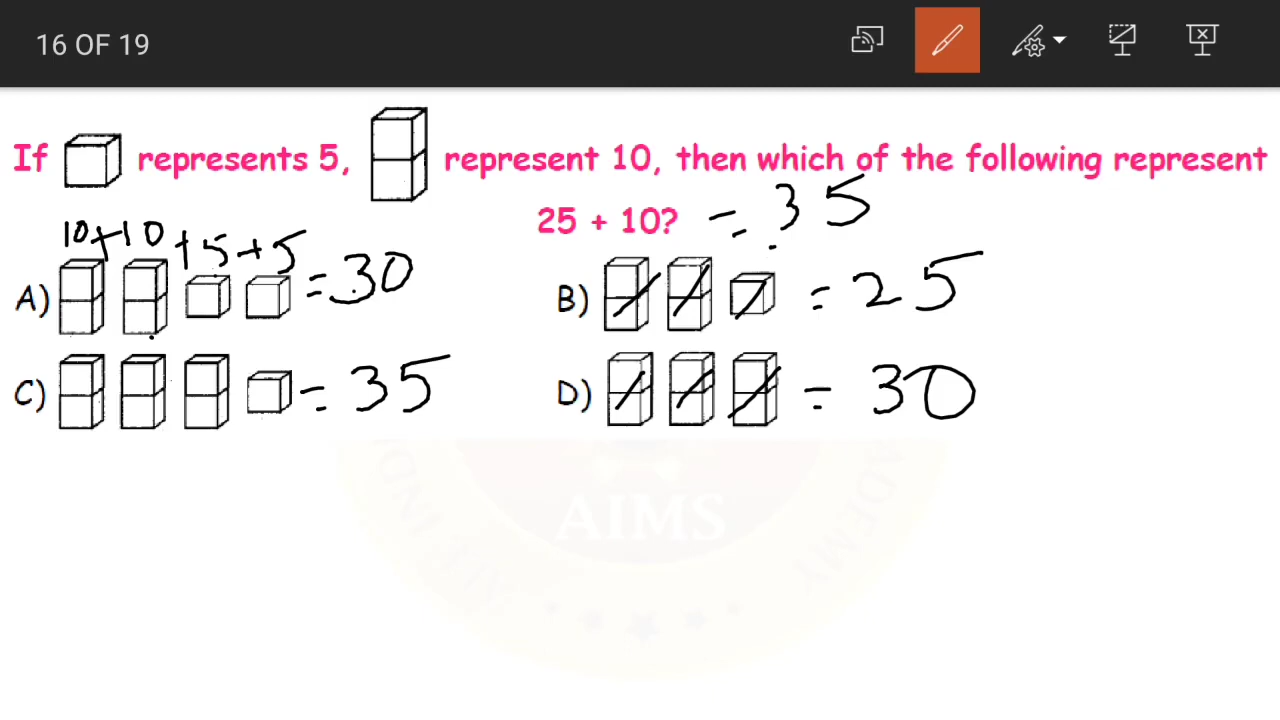 16 OF 19
If represents 5, represent 10, then which of the following represent
25 + 10? = 35
10+10 +5+5
A) = 30
B) = 25
C) = 35
D) = 30
AIMS
ADEMY